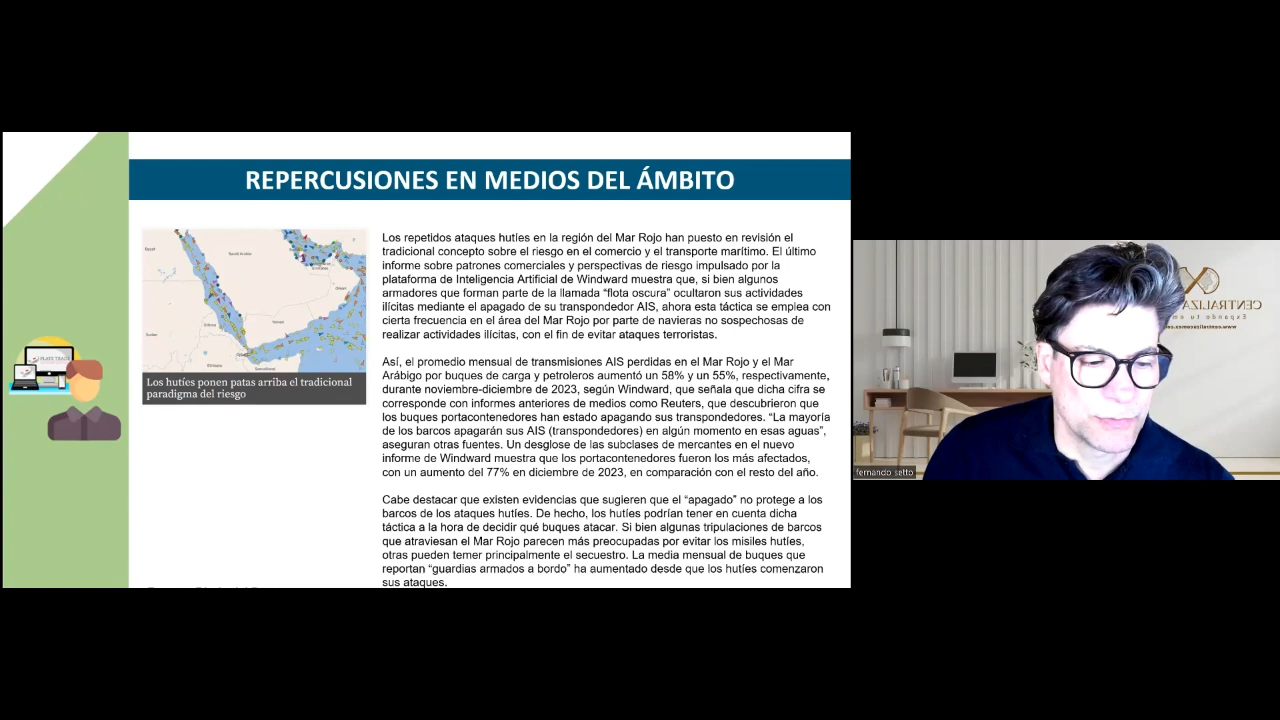 REPERCUSIONES EN MEDIOS DEL ÁMBITO
Los hutíes ponen patas arriba el tradicional
paradigma del riesgo
Los repetidos ataques hutíes en la región del Mar Rojo han puesto en revisión el
tradicional concepto sobre el riesgo en el comercio y el transporte marítimo. El último
informe sobre patrones comerciales y perspectivas de riesgo impulsado por la
plataforma de Inteligencia Artificial de Windward muestra que, si bien algunos
armadores que forman parte de la llamada “flota oscura” ocultaron sus actividades
ilícitas mediante el apagado de su transpondedor AIS, ahora esta táctica se emplea con
cierta frecuencia en el área del Mar Rojo por parte de navieras no sospechosas de
realizar actividades ilícitas, con el fin de evitar ataques terroristas.
Así, el promedio mensual de transmisiones AIS perdidas en el Mar Rojo y el Mar
Arábigo por buques de carga y petroleros aumentó un 58% y un 55%, respectivamente,
durante noviembre-diciembre de 2023, según Windward, que señala que dicha cifra se
corresponde con informes anteriores de medios como Reuters, que descubrieron que
los buques portacontenedores han estado apagando sus transpondedores. “La mayoría
de los barcos apagarán sus AIS (transpondedores) en algún momento en esas aguas”,
aseguran otras fuentes. Un desglose de las subclases de mercantes en el nuevo
informe de Windward muestra que los portacontenedores fueron los más afectados,
con un aumento del 77% en diciembre de 2023, en comparación con el resto del año.
Cabe destacar que existen evidencias que sugieren que el “apagado” no protege a los
barcos de los ataques hutíes. De hecho, los hutíes podrían tener en cuenta dicha
táctica a la hora de decidir qué buques atacar. Si bien algunas tripulaciones de barcos
que atraviesan el Mar Rojo parecen más preocupadas por evitar los misiles hutíes,
otras pueden temer principalmente el secuestro. La media mensual de buques que
reportan “guardias armados a bordo” ha aumentado desde que los hutíes comenzaron
sus ataques.
CENTRALIZA
Expando tu em
fernando setto